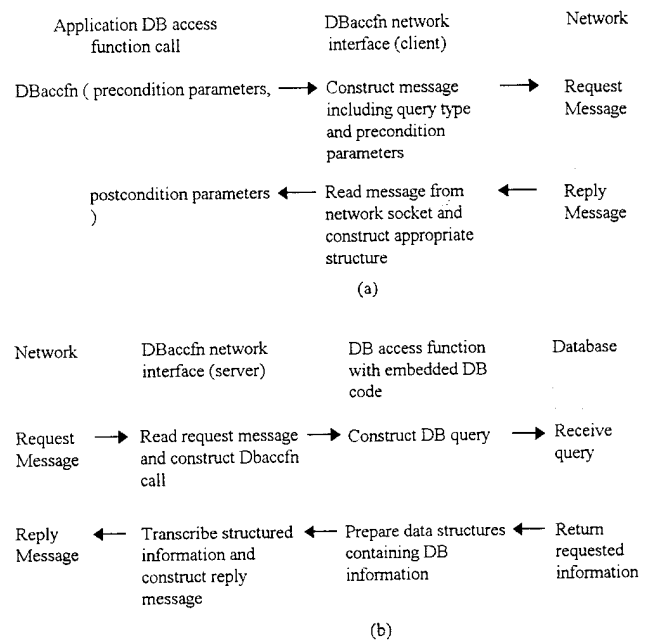 Application DB access
function call
DBaccfn network
interface (client)
Network
DBaccfn ( precondition parameters,
Construct message
including query type
and precondition
parameters
Request
Message
postcondition parameters
)
Read message from
network socket and
construct appropriate
structure
Reply
Message
(a)
Network
DBaccfn network
interface (server)
DB access function
with embedded DB
code
Database
Request
Message
Read request message
and construct Dbaccfn
call
Construct DB query
Receive
query
Reply
Message
Transcribe structured
information and
construct reply
message
Prepare data structures
containing DB
information
Return
requested
information
(b)